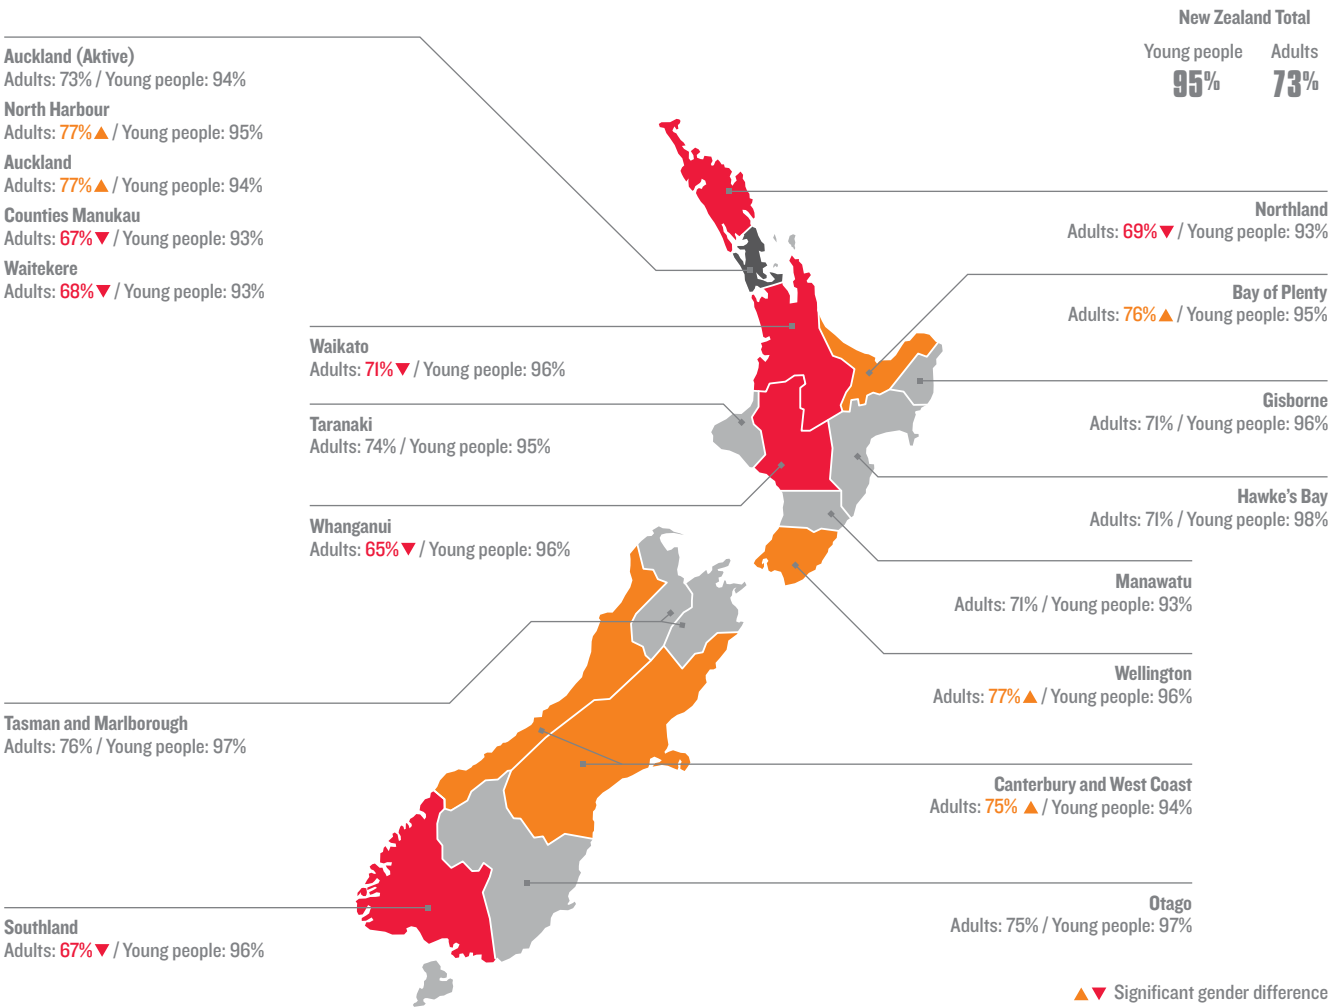 New Zealand Total
Young people Adults
95% 73%
Auckland (Aktive)
Adults: 73% / Young people: 94%
North Harbour
Adults: 77% ▲ / Young people: 95%
Auckland
Adults: 77% ▲ / Young people: 94%
Counties Manukau
Adults: 67% ▼ / Young people: 93%
Waitekere
Adults: 68% ▼ / Young people: 93%
Waikato
Adults: 71% ▼ / Young people: 96%
Taranaki
Adults: 74% / Young people: 95%
Whanganui
Adults: 65% ▼ / Young people: 96%
Tasman and Marlborough
Adults: 76% / Young people: 97%
Southland
Adults: 67% ▼ / Young people: 96%
Northland
Adults: 69% ▼ / Young people: 93%
Bay of Plenty
Adults: 76% ▲ / Young people: 95%
Gisborne
Adults: 71% / Young people: 96%
Hawke's Bay
Adults: 71% / Young people: 98%
Manawatu
Adults: 71% / Young people: 93%
Wellington
Adults: 77% ▲ / Young people: 96%
Canterbury and West Coast
Adults: 75% ▲ / Young people: 94%
Otago
Adults: 75% / Young people: 97%
▲ ▼ Significant gender difference